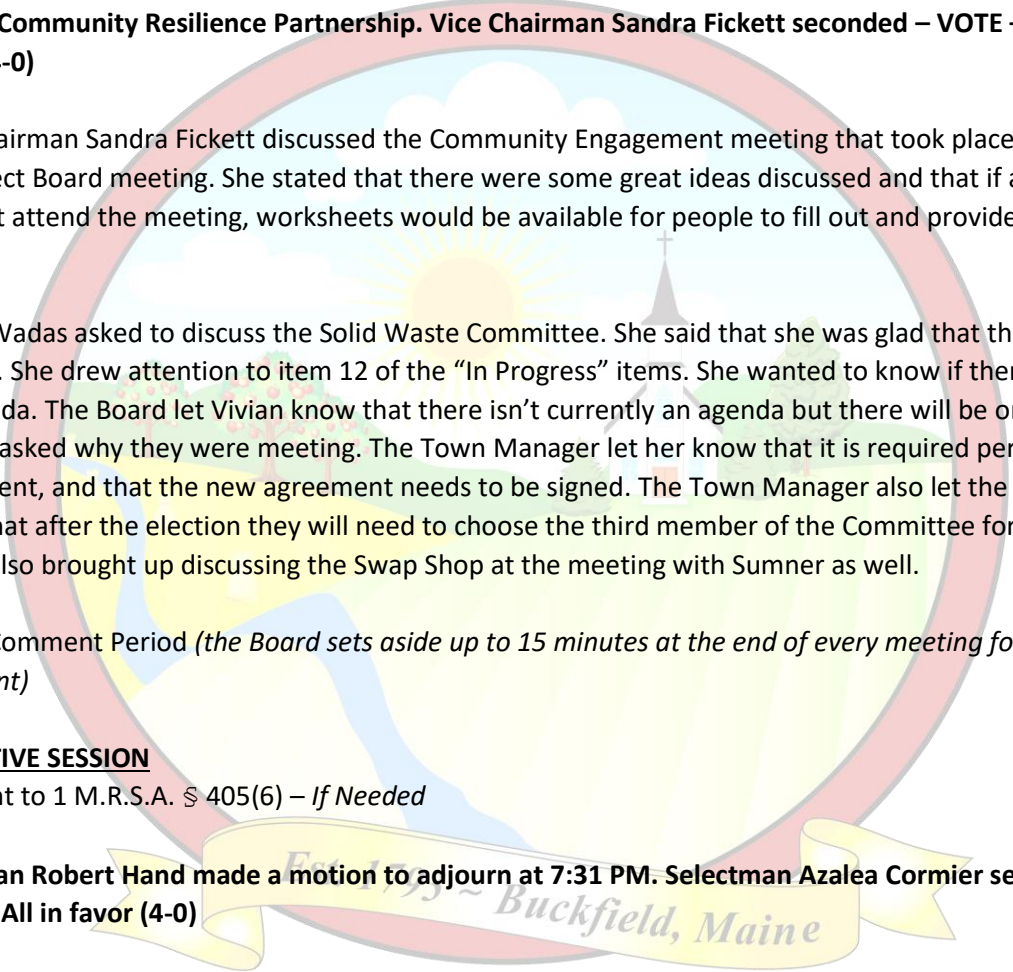 Community Resilience Partnership. Vice Chairman Sandra Fickett seconded – VOTE -
-0)
airman Sandra Fickett discussed the Community Engagement meeting that took place
ect Board meeting. She stated that there were some great ideas discussed and that if a
t attend the meeting, worksheets would be available for people to fill out and provide
Wadas asked to discuss the Solid Waste Committee. She said that she was glad that th
. She drew attention to item 12 of the “In Progress” items. She wanted to know if ther
da. The Board let Vivian know that there isn’t currently an agenda but there will be o
asked why they were meeting. The Town Manager let her know that it is required per
ent, and that the new agreement needs to be signed. The Town Manager also let the
hat after the election they will need to choose the third member of the Committee for
also brought up discussing the Swap Shop at the meeting with Sumner as well.
Comment Period (the Board sets aside up to 15 minutes at the end of every meeting fo
nt)
TIVE SESSION
nt to 1 M.R.S.A. § 405(6) – If Needed
an Robert Hand made a motion to adjourn at 7:31 PM. Selectman Azalea Cormier se
All in favor (4-0)
Est. 1793 ~ Buckfield, Maine